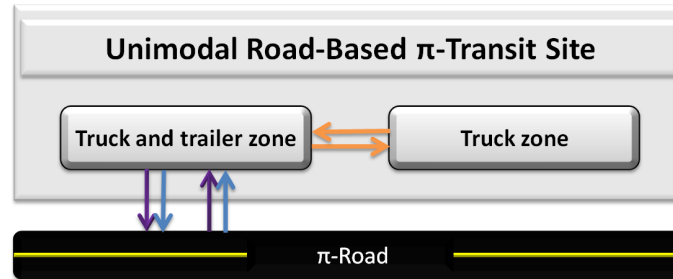 Unimodal Road-Based π-Transit Site
Truck and trailer zone
Truck zone
π-Road